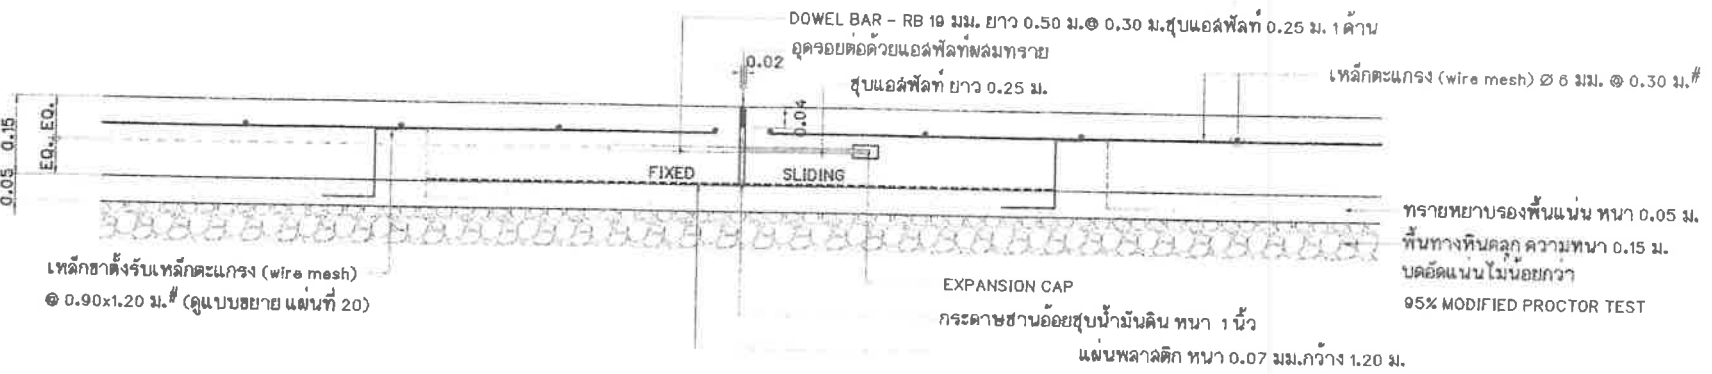 DOWEL BAR - RB 19 มม. ยาว 0.50 ม.@ 0.30 ม.ชุบแอสฟัลท์ 0.25 ม. 1 ด้าน
อุดรอยต่อด้วยแอสฟัลท์ผสมทราย
0.02
ชุบแอสฟัลท์ ยาว 0.25 ม.
เหล็กตะแกรง (wire mesh) Ø 6 มม. @ 0.30 ม.#
0.15
0.05
EQ. EQ.
0.04
FIXED
SLIDING
ทรายหยาบรองพื้นแน่น หนา 0.05 ม.
พื้นทางหินคลุก ความหนา 0.15 ม.
บดอัดแน่นไม่น้อยกว่า
95% MODIFIED PROCTOR TEST
เหล็กขาตั้งรับเหล็กตะแกรง (wire mesh)
@ 0.90x1.20 ม.# (ดูแบบขยาย แผ่นที่ 20)
EXPANSION CAP
กระดาษชานอ้อยชุบน้ำมันดิน หนา 1 นิ้ว
แผ่นพลาสติก หนา 0.07 มม.กว้าง 1.20 ม.